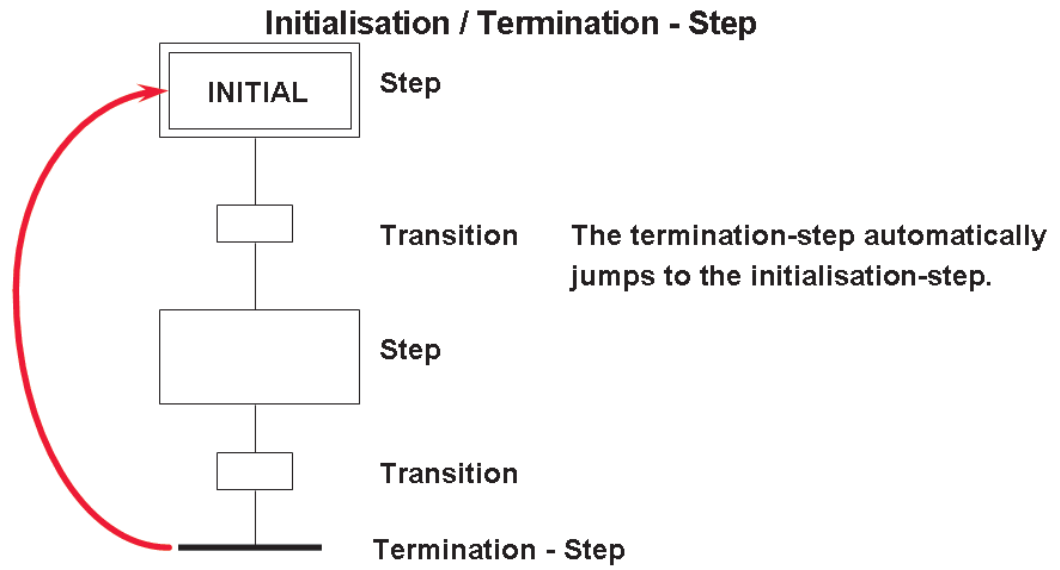 Initialisation / Termination - Step
INITIAL
Step
Transition
The termination-step automatically
jumps to the initialisation-step.
Step
Transition
Termination - Step